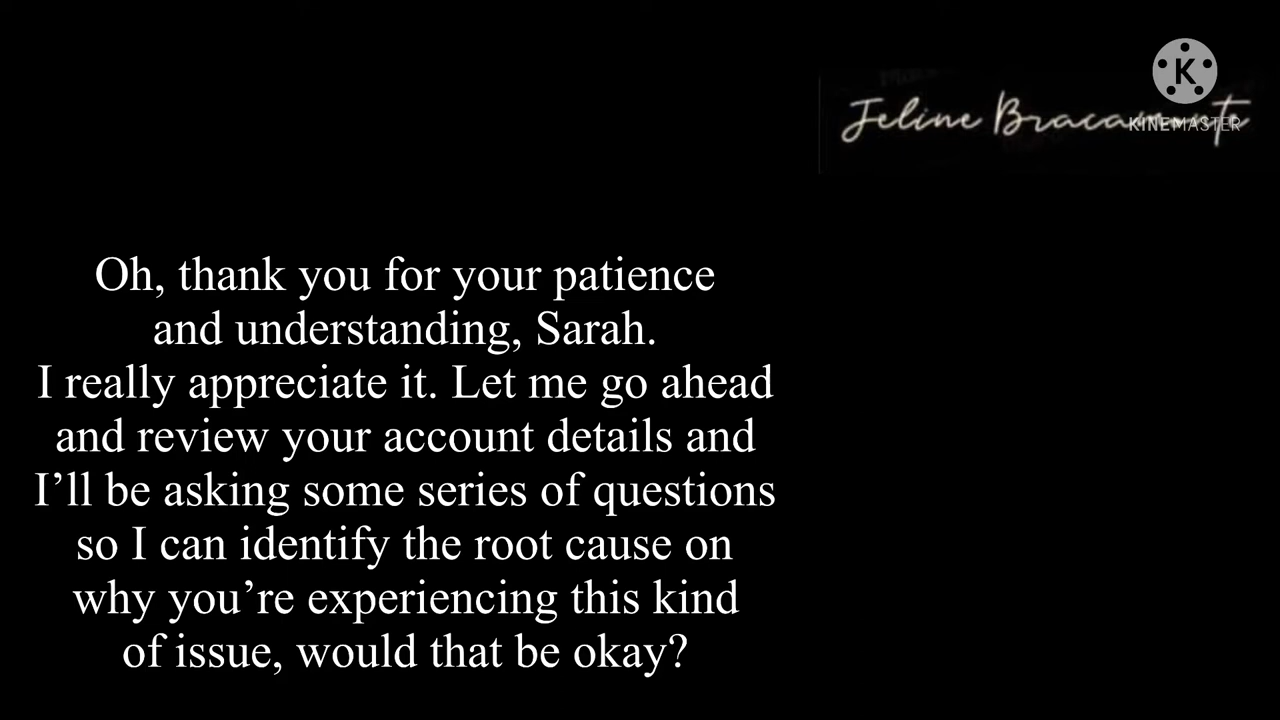 K
Jeline
KINEMASTER
Oh, thank you for your patience
and understanding, Sarah.
I really appreciate it. Let me go ahead
and review your account details and
I’ll be asking some series of questions
so I can identify the root cause on
why you’re experiencing this kind
of issue, would that be okay?